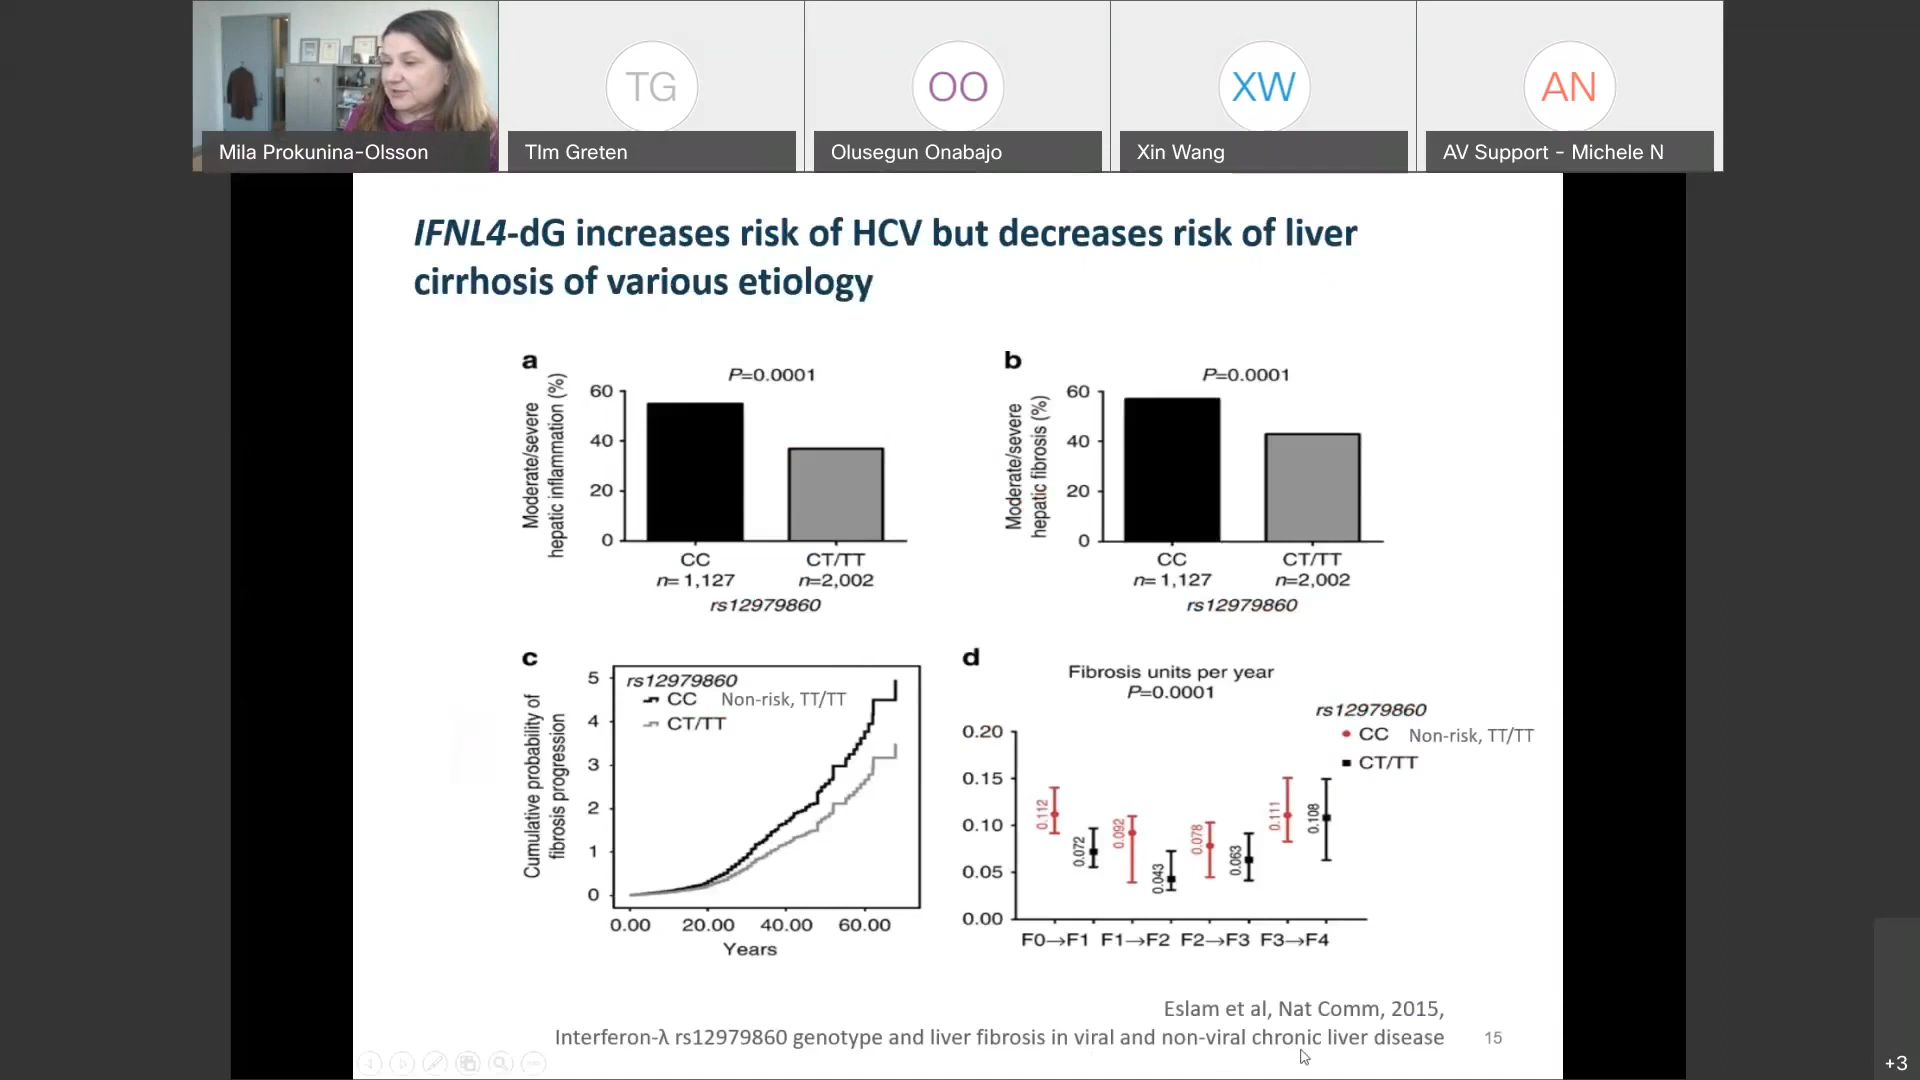 TG
OO
XW
AN
Mila Prokunina-Olsson
TIm Greten
Olusegun Onabajo
Xin Wang
AV Support - Michele N
IFNL4-dG increases risk of HCV but decreases risk of liver
cirrhosis of various etiology
a
P=0.0001
Moderate/severe
hepatic inflammation (%)
60
40
20
0
CC
CT/TT
n= 1,127
n=2,002
rs12979860
b
P=0.0001
Moderate/severe
hepatic fibrosis (%)
60
40
20
0
CC
CT/TT
n= 1,127
n=2,002
rs12979860
c
rs12979860
CC Non-risk, TT/TT
CT/TT
Cumulative probability of
fibrosis progression
5
4
3
2
1
0
0.00 20.00 40.00 60.00
Years
d
Fibrosis units per year
P=0.0001
rs12979860
CC Non-risk, TT/TT
CT/TT
0.20
0.15
0.10
0.05
0.00
0.112
0.072
0.092
0.043
0.078
0.063
0.111
0.108
F0→F1 F1→F2 F2→F3 F3→F4
Eslam et al, Nat Comm, 2015,
Interferon-λ rs12979860 genotype and liver fibrosis in viral and non-viral chronic liver disease
15
+3